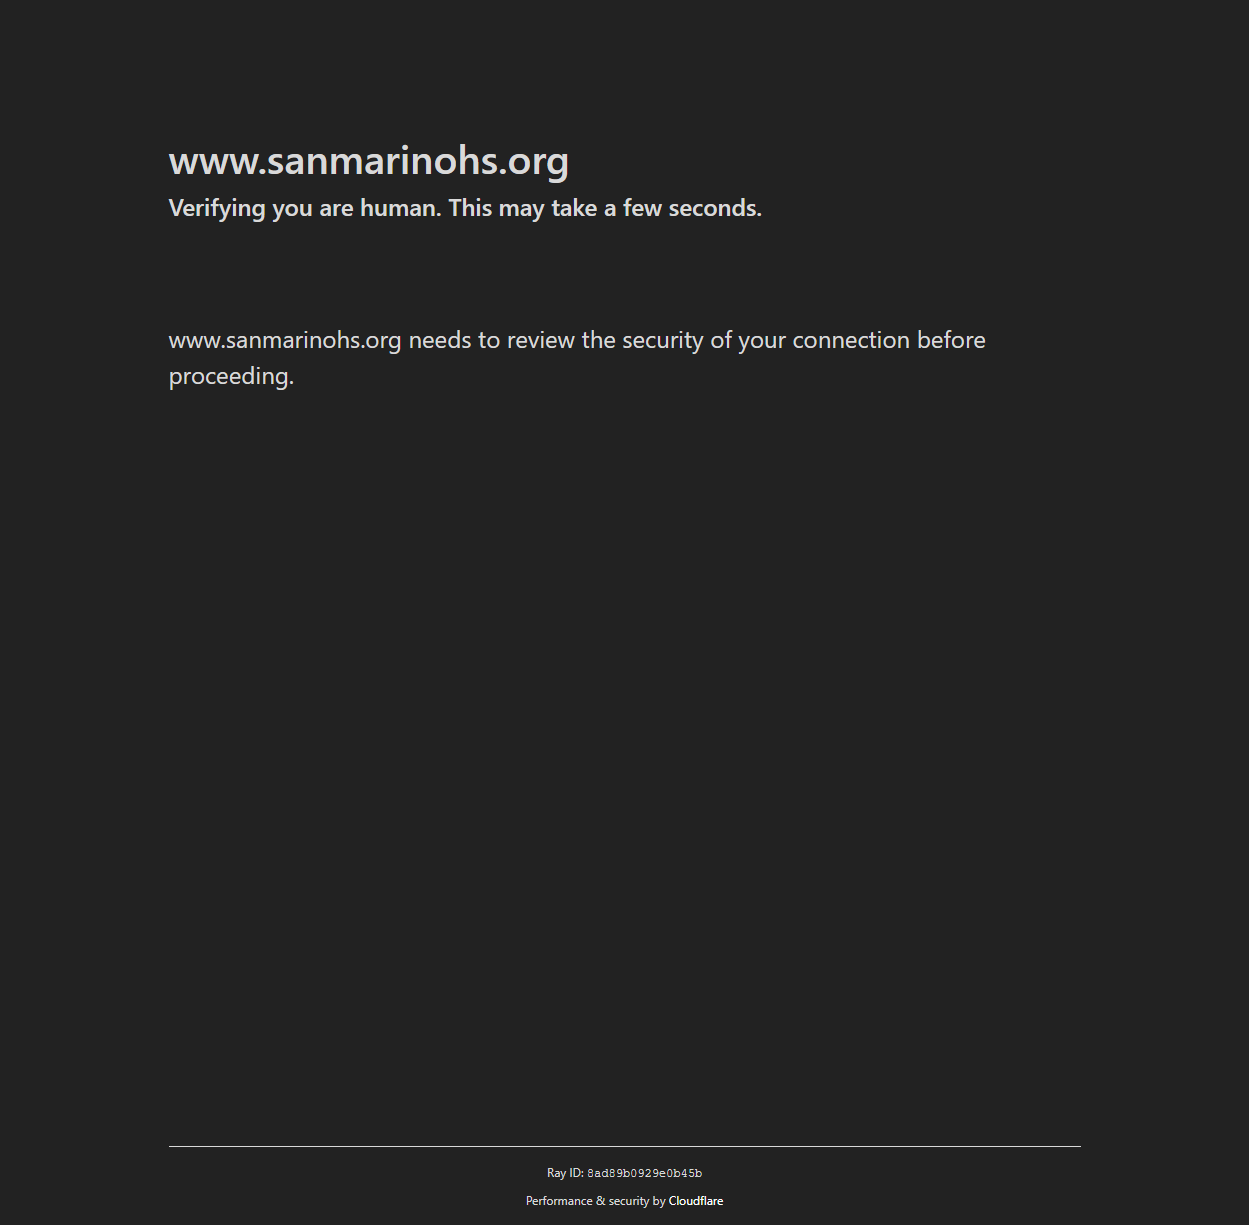 www.sanmarinohs.org
Verifying you are human. This may take a few seconds.
www.sanmarinohs.org needs to review the security of your connection before
proceeding.
Ray ID: 8ad89b0929e0b45b
Performance & security by Cloudflare